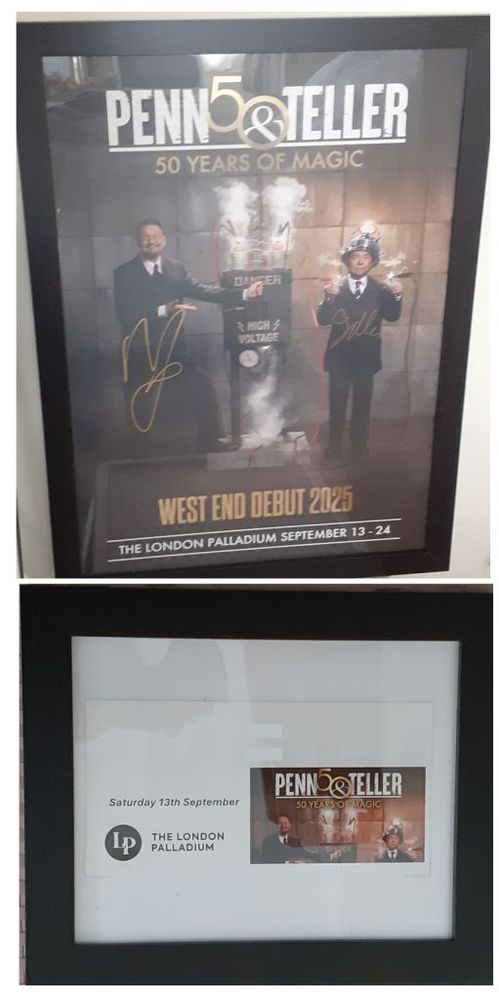 PENN 50 & TELLER
50 YEARS OF MAGIC
DANGER
HIGH
VOLTAGE
Teller
WEST END DEBUT 2025
THE LONDON PALLADIUM SEPTEMBER 13 - 24
PENN 50 & TELLER
50 YEARS OF MAGIC
Saturday 13th September
LP
THE LONDON
PALLADIUM